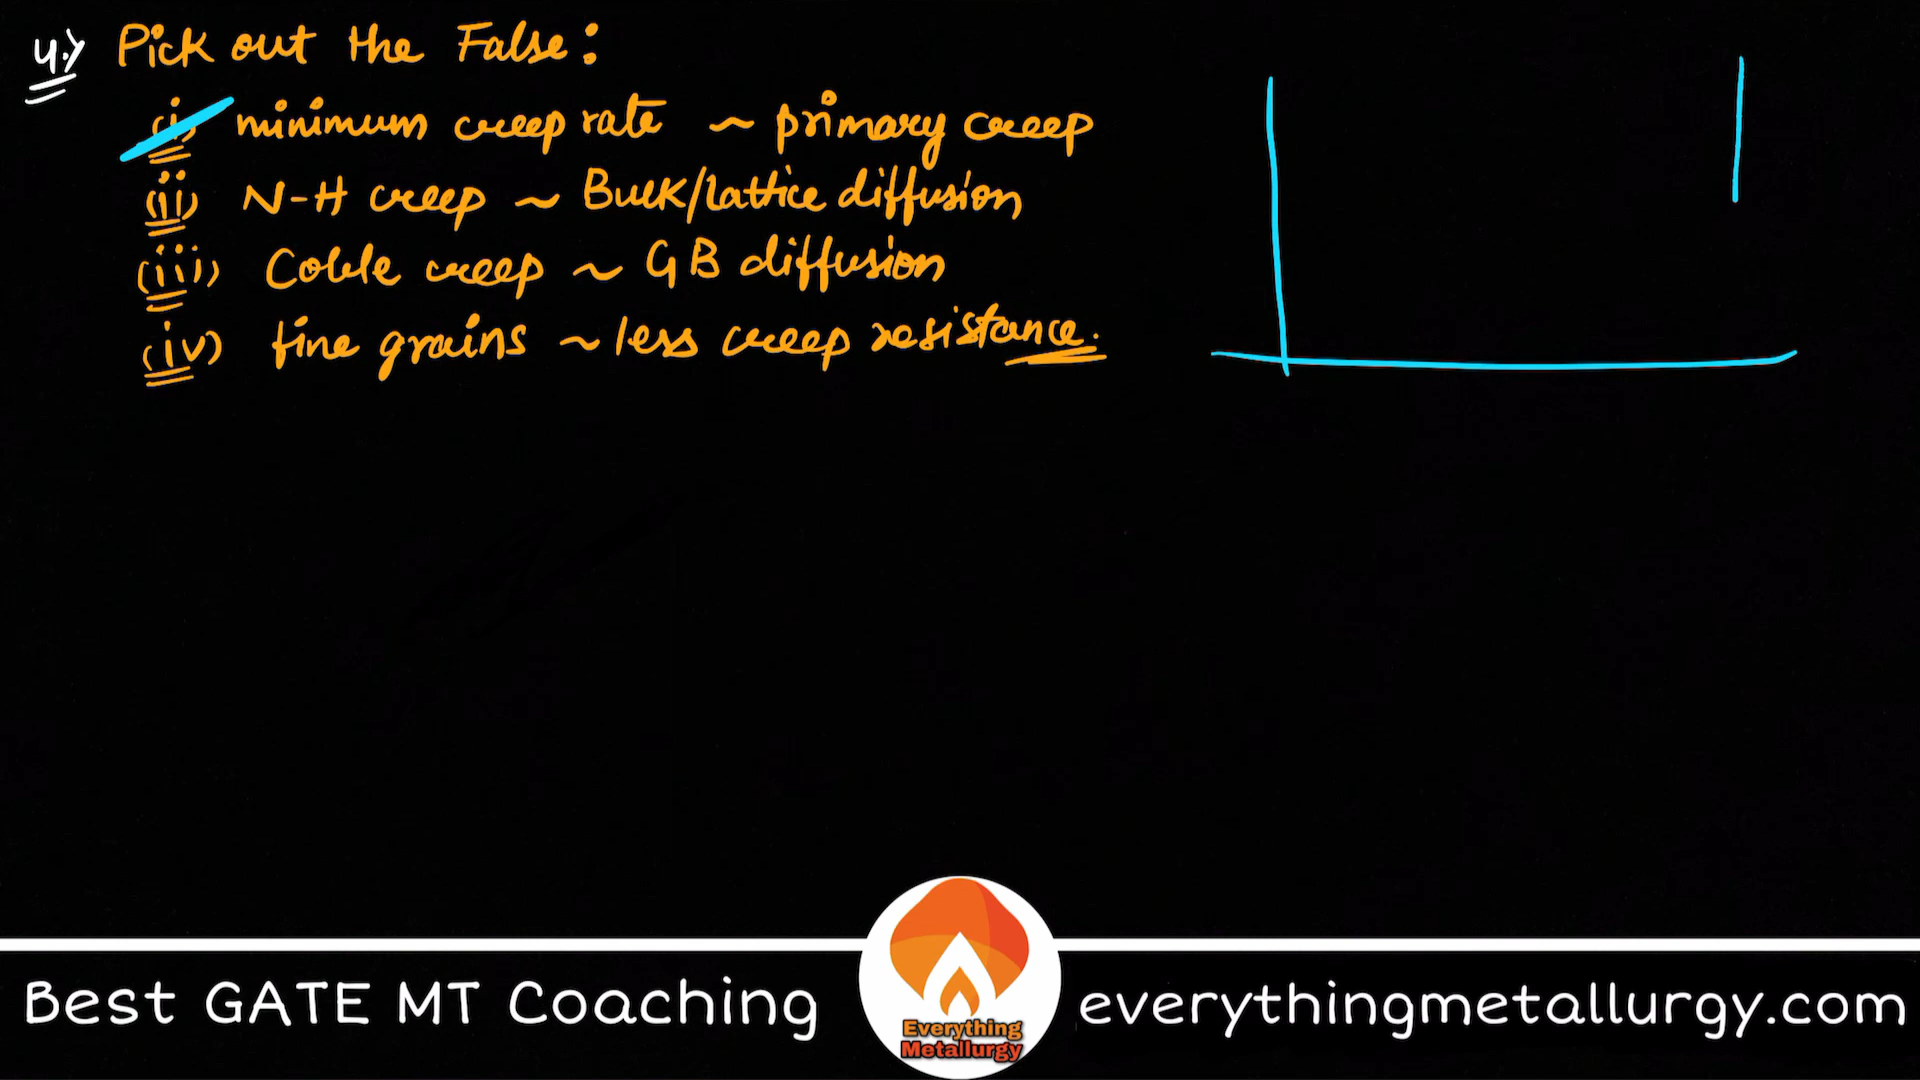 4.) Pick out the False:
(i) minimum creep rate ~ primary creep
(ii) N-H creep ~ Bulk/lattice diffusion
(iii) Coble creep ~ GB diffusion
(iv) fine grains ~ less creep resistance.
Best GATE MT Coaching
Everything
Metallurgy
everythingmetallurgy.com